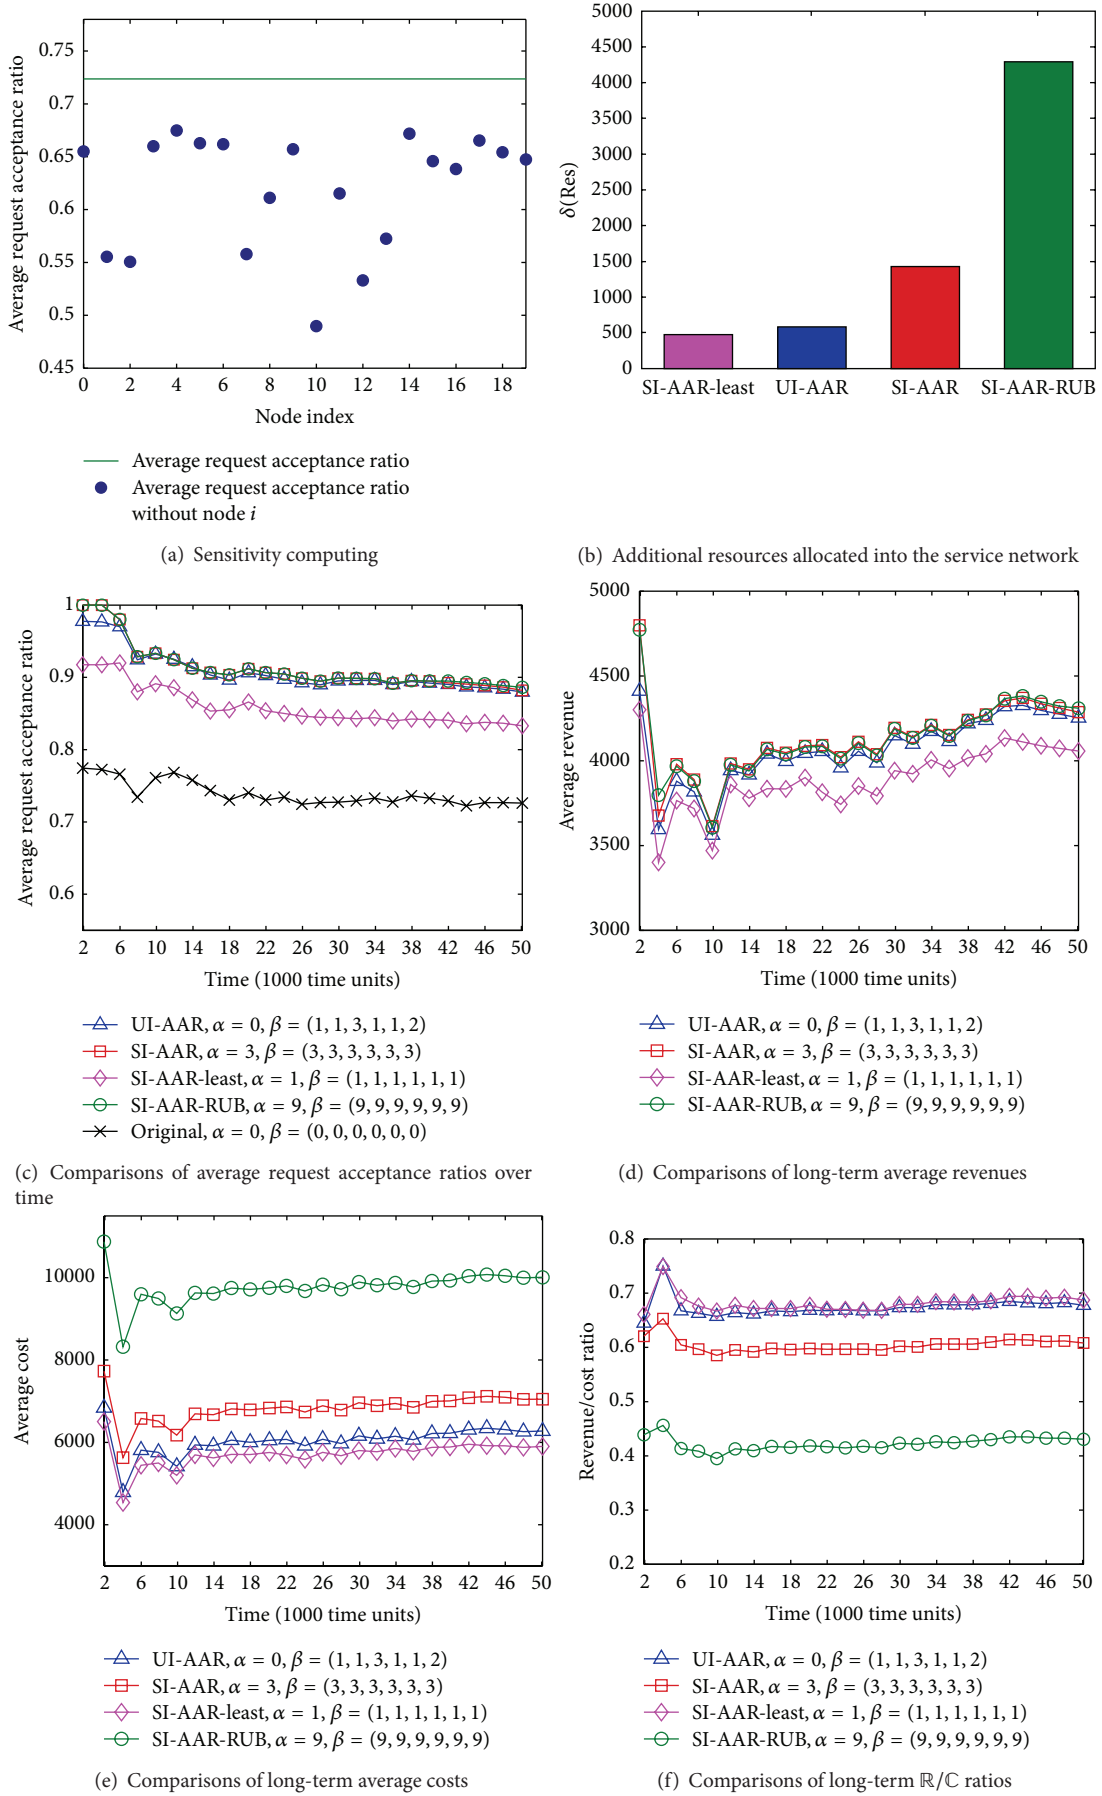 0.75
0.7
0.65
0.6
0.55
0.5
0.45
Average request acceptance ratio
0 2 4 6 8 10 12 14 16 18
Node index
Average request acceptance ratio
Average request acceptance ratio
without node i
(a) Sensitivity computing
5000
4500
4000
3500
3000
2500
2000
1500
1000
500
0
δ(Res)
SI-AAR-least UI-AAR SI-AAR SI-AAR-RUB
(b) Additional resources allocated into the service network
1
0.9
0.8
0.7
0.6
Average request acceptance ratio
2 6 10 14 18 22 26 30 34 38 42 46 50
Time (1000 time units)
UI-AAR, α = 0, β = (1, 1, 3, 1, 1, 2)
SI-AAR, α = 3, β = (3, 3, 3, 3, 3, 3)
SI-AAR-least, α = 1, β = (1, 1, 1, 1, 1, 1)
SI-AAR-RUB, α = 9, β = (9, 9, 9, 9, 9, 9)
Original, α = 0, β = (0, 0, 0, 0, 0, 0)
(c) Comparisons of average request acceptance ratios over
time
5000
4500
4000
3500
3000
Average revenue
2 6 10 14 18 22 26 30 34 38 42 46 50
Time (1000 time units)
UI-AAR, α = 0, β = (1, 1, 3, 1, 1, 2)
SI-AAR, α = 3, β = (3, 3, 3, 3, 3, 3)
SI-AAR-least, α = 1, β = (1, 1, 1, 1, 1, 1)
SI-AAR-RUB, α = 9, β = (9, 9, 9, 9, 9, 9)
(d) Comparisons of long-term average revenues
10000
8000
6000
4000
Average cost
2 6 10 14 18 22 26 30 34 38 42 46 50
Time (1000 time units)
UI-AAR, α = 0, β = (1, 1, 3, 1, 1, 2)
SI-AAR, α = 3, β = (3, 3, 3, 3, 3, 3)
SI-AAR-least, α = 1, β = (1, 1, 1, 1, 1, 1)
SI-AAR-RUB, α = 9, β = (9, 9, 9, 9, 9, 9)
(e) Comparisons of long-term average costs
0.8
0.7
0.6
0.5
0.4
0.3
0.2
Revenue/cost ratio
2 6 10 14 18 22 26 30 34 38 42 46 50
Time (1000 time units)
UI-AAR, α = 0, β = (1, 1, 3, 1, 1, 2)
SI-AAR, α = 3, β = (3, 3, 3, 3, 3, 3)
SI-AAR-least, α = 1, β = (1, 1, 1, 1, 1, 1)
SI-AAR-RUB, α = 9, β = (9, 9, 9, 9, 9, 9)
(f) Comparisons of long-term ℝ/ℂ ratios